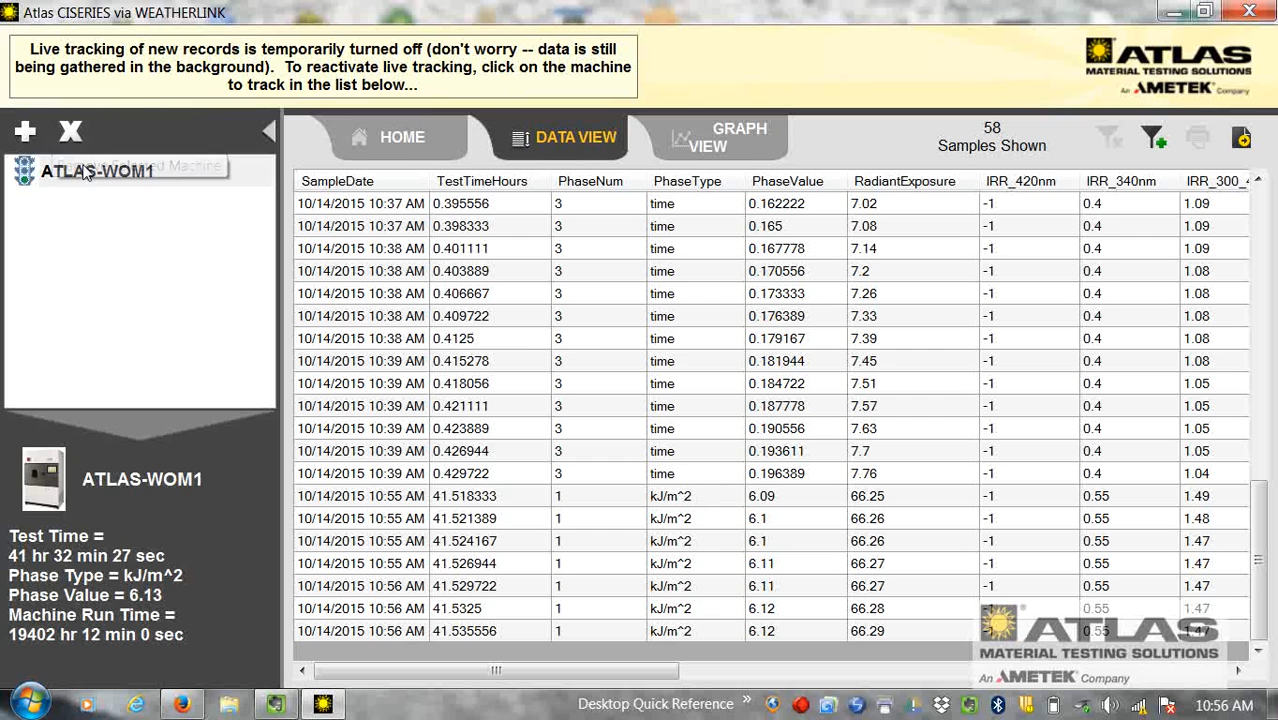 Atlas CISERIES via WEATHERLINK
Live tracking of new records is temporarily turned off (don't worry -- data is still
being gathered in the background). To reactivate live tracking, click on the machine
to track in the list below...
ATLAS
MATERIAL TESTING SOLUTIONS
An AMETEK Company
HOME
DATA VIEW
GRAPH
VIEW
58
Samples Shown
Remove Selected Machine
ATLAS-WOM1
SampleDate TestTimeHours PhaseNum PhaseType PhaseValue RadiantExposure IRR_420nm IRR_340nm IRR_300_4
10/14/2015 10:37 AM 0.395556 3 time 0.162222 7.02 -1 0.4 1.09
10/14/2015 10:37 AM 0.398333 3 time 0.165 7.08 -1 0.4 1.09
10/14/2015 10:38 AM 0.401111 3 time 0.167778 7.14 -1 0.4 1.09
10/14/2015 10:38 AM 0.403889 3 time 0.170556 7.2 -1 0.4 1.08
10/14/2015 10:38 AM 0.406667 3 time 0.173333 7.26 -1 0.4 1.08
10/14/2015 10:38 AM 0.409722 3 time 0.176389 7.33 -1 0.4 1.08
10/14/2015 10:38 AM 0.4125 3 time 0.179167 7.39 -1 0.4 1.08
10/14/2015 10:39 AM 0.415278 3 time 0.181944 7.45 -1 0.4 1.08
10/14/2015 10:39 AM 0.418056 3 time 0.184722 7.51 -1 0.4 1.05
10/14/2015 10:39 AM 0.421111 3 time 0.187778 7.57 -1 0.4 1.05
10/14/2015 10:39 AM 0.423889 3 time 0.190556 7.63 -1 0.4 1.05
10/14/2015 10:39 AM 0.426944 3 time 0.193611 7.7 -1 0.4 1.05
10/14/2015 10:39 AM 0.429722 3 time 0.196389 7.76 -1 0.4 1.04
10/14/2015 10:55 AM 41.518333 1 kJ/m^2 6.09 66.25 -1 0.55 1.49
10/14/2015 10:55 AM 41.521389 1 kJ/m^2 6.1 66.26 -1 0.55 1.48
10/14/2015 10:55 AM 41.524167 1 kJ/m^2 6.1 66.26 -1 0.55 1.47
10/14/2015 10:55 AM 41.526944 1 kJ/m^2 6.11 66.27 -1 0.55 1.47
10/14/2015 10:56 AM 41.529722 1 kJ/m^2 6.11 66.27 -1 0.55 1.47
10/14/2015 10:56 AM 41.5325 1 kJ/m^2 6.12 66.28 -1 0.55 1.47
10/14/2015 10:56 AM 41.535556 1 kJ/m^2 6.12 66.29 -1 0.55 1.47
ATLAS-WOM1
Test Time =
41 hr 32 min 27 sec
Phase Type = kJ/m^2
Phase Value = 6.13
Machine Run Time =
19402 hr 12 min 0 sec
ATLAS
MATERIAL TESTING SOLUTIONS
An AMETEK Company
Desktop Quick Reference
10:56 AM